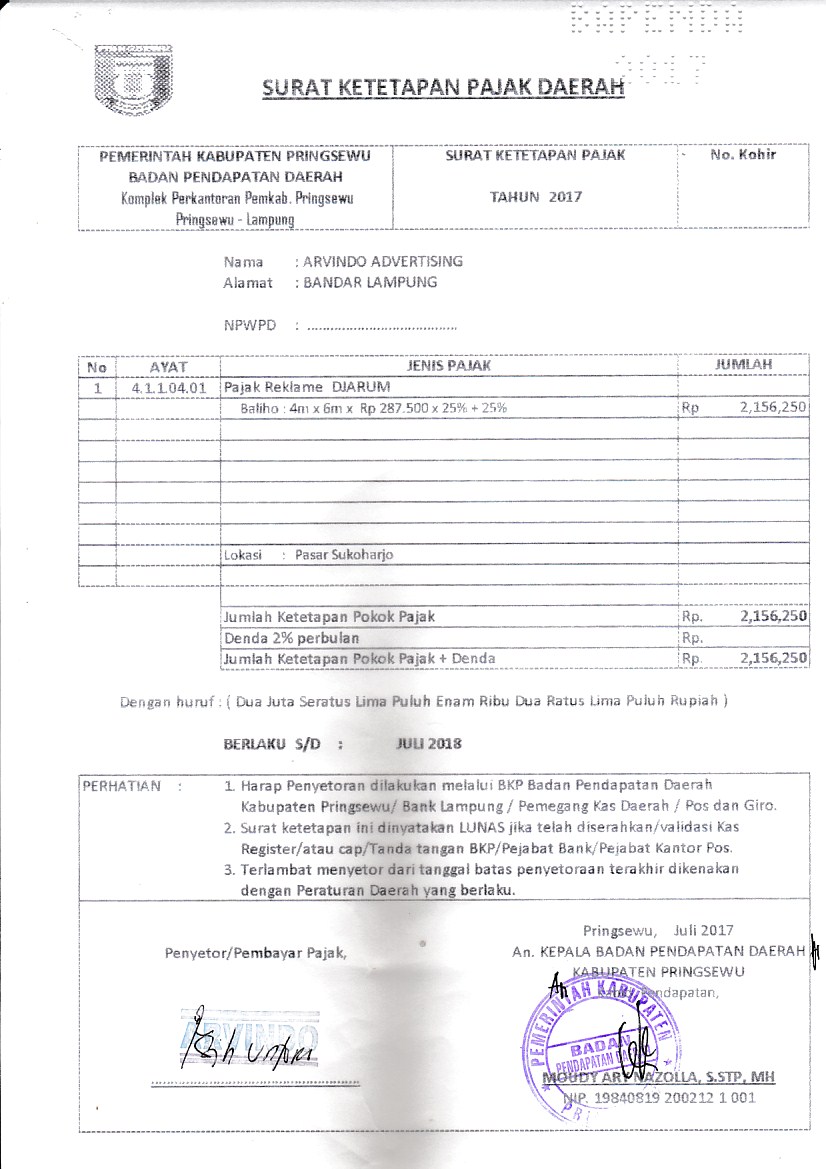 BAPENDA
2017
SURAT KETETAPAN PAJAK DAERAH
PEMERINTAH KABUPATEN PRINGSEWU
BADAN PENDAPATAN DAERAH
Komplek Perkantoran Pemkab. Pringsewu
Pringsewu - Lampung
SURAT KETETAPAN PAJAK
TAHUN 2017
No. Kohir
Nama : ARVINDO ADVERTISING
Alamat : BANDAR LAMPUNG
NPWPD : .......................................
No AYAT JENIS PAJAK JUMLAH
1 4.1.1.04.01 Pajak Reklame DJARUM
Baliho : 4m x 6m x Rp 287.500 x 25% + 25% Rp 2,156,250
Lokasi : Pasar Sukoharjo
Jumlah Ketetapan Pokok Pajak Rp. 2,156,250
Denda 2% perbulan Rp.
Jumlah Ketetapan Pokok Pajak + Denda Rp. 2,156,250
Dengan huruf : ( Dua Juta Seratus Lima Puluh Enam Ribu Dua Ratus Lima Puluh Rupiah )
BERLAKU S/D : JULI 2018
PERHATIAN : 1. Harap Penyetoran dilakukan melalui BKP Badan Pendapatan Daerah
Kabupaten Pringsewu/ Bank Lampung / Pemegang Kas Daerah / Pos dan Giro.
2. Surat ketetapan ini dinyatakan LUNAS jika telah diserahkan/validasi Kas
Register/atau cap/Tanda tangan BKP/Pejabat Bank/Pejabat Kantor Pos.
3. Terlambat menyetor dari tanggal batas penyetoraan terakhir dikenakan
dengan Peraturan Daerah yang berlaku.
Pringsewu, Juli 2017
Penyetor/Pembayar Pajak,
An. KEPALA BADAN PENDAPATAN DAERAH
KABUPATEN PRINGSEWU
Pendapatan,
An
ARVINDO
PEMERINTAH KABUPATEN
BADAN
PENDAPATAN DAERAH
PRI
MOUDY ARY NAZOLLA, S.STP, MH
NIP. 19840819 200212 1 001